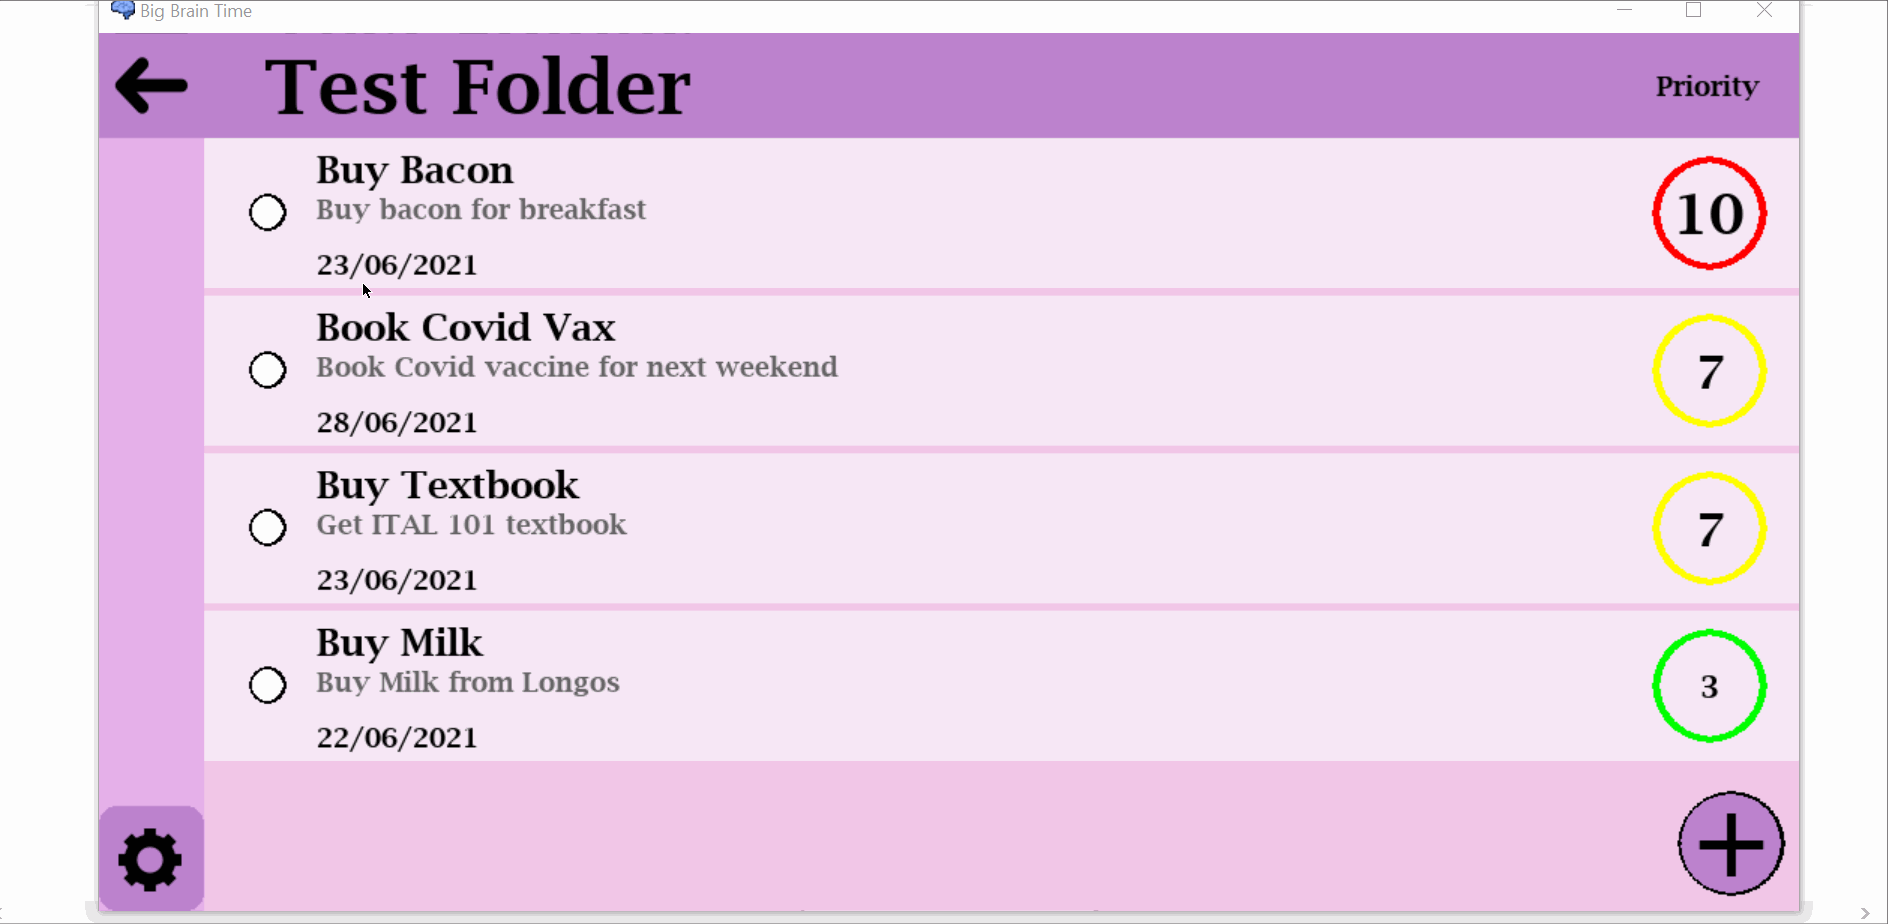 Big Brain Time
Test Folder
Priority
Buy Bacon
Buy bacon for breakfast
23/06/2021
10
Book Covid Vax
Book Covid vaccine for next weekend
28/06/2021
7
Buy Textbook
Get ITAL 101 textbook
23/06/2021
7
Buy Milk
Buy Milk from Longos
22/06/2021
3